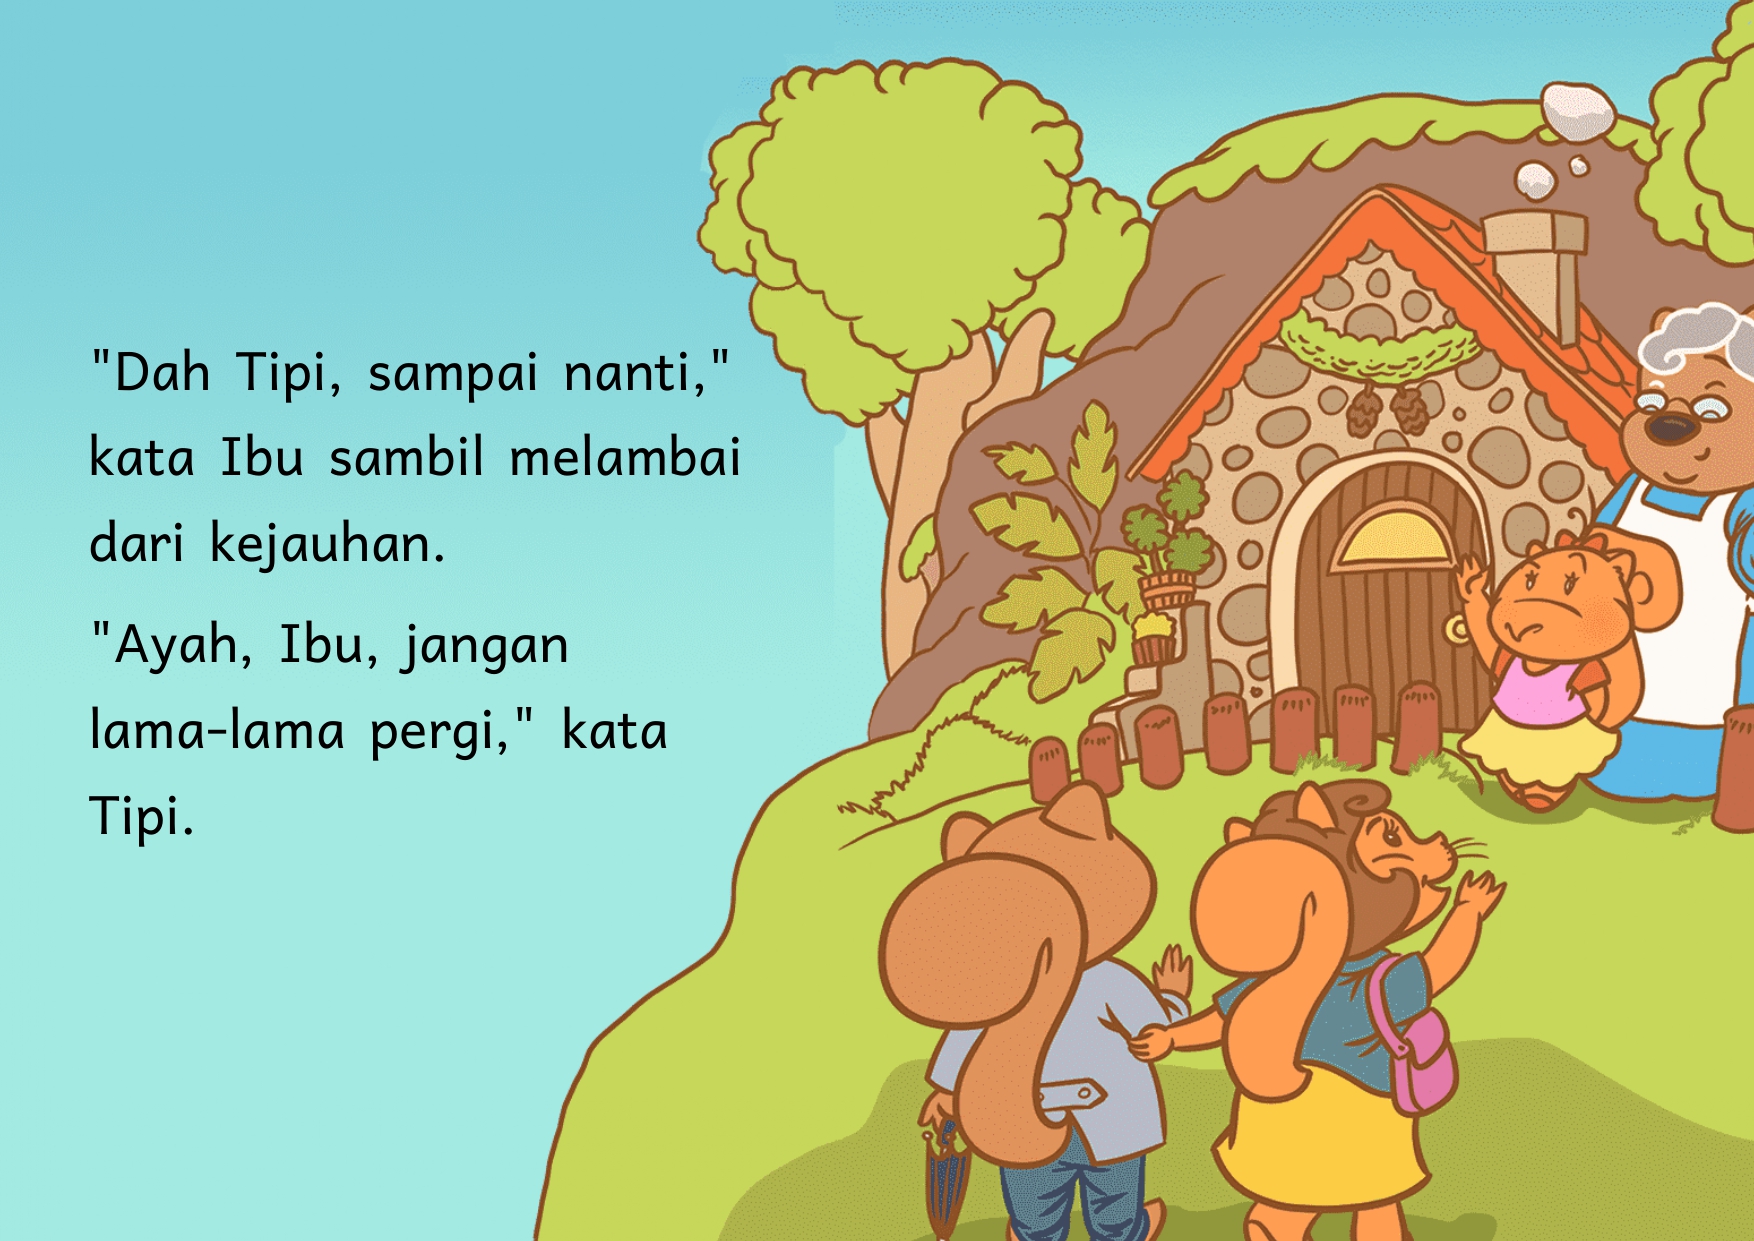 "Dah Tipi, sampai nanti,"
kata Ibu sambil melambai
dari kejauhan.
"Ayah, Ibu, jangan
lama-lama pergi," kata
Tipi.